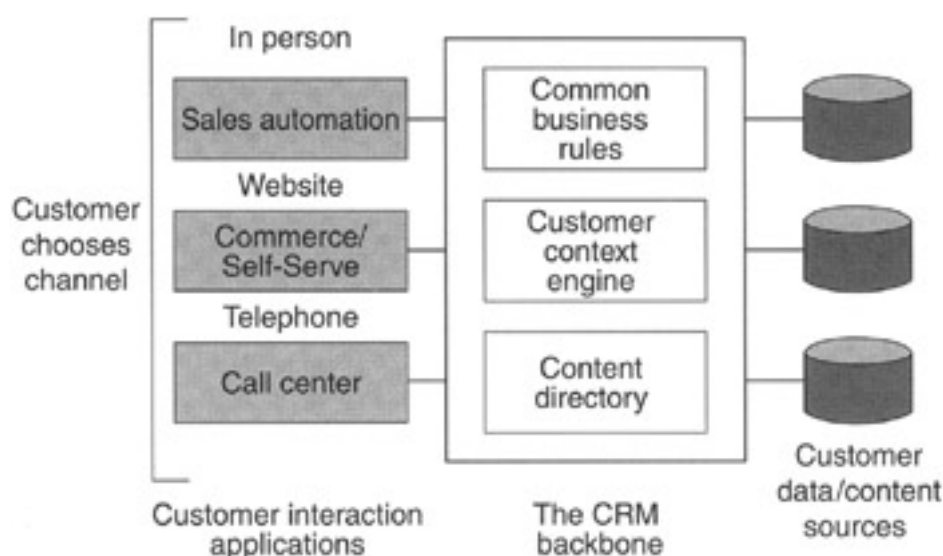 In person
Sales automation
Website
Commerce/
Self-Serve
Telephone
Call center
Customer
chooses
channel
Common
business
rules
Customer
context
engine
Content
directory
Customer interaction
applications
The CRM
backbone
Customer
data/content
sources